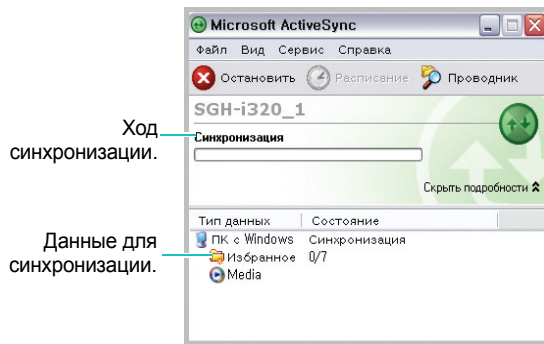 Microsoft ActiveSync
Файл Вид Сервис Справка
Остановить Расписание Проводник
SGH-i320_1
Ход
синхронизации.
Синхронизация
Скрыть подробности
Тип данных Состояние
ПК с Windows Синхронизация
Данные для
синхронизации.
Избранное 0/7
Media